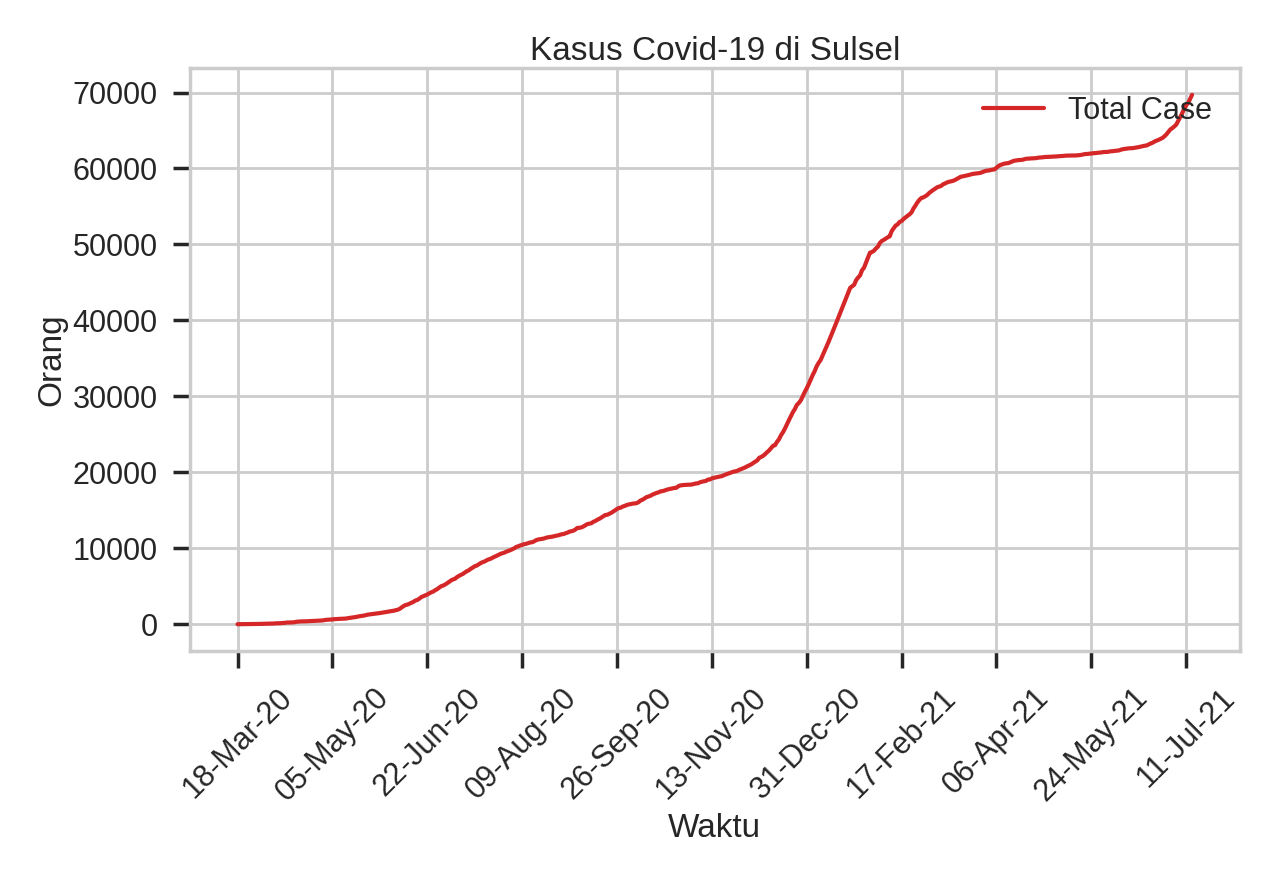 Kasus Covid-19 di Sulsel
Total Case
Orang
70000
60000
50000
40000
30000
20000
10000
0
18-Mar-20
05-May-20
22-Jun-20
09-Aug-20
26-Sep-20
13-Nov-20
31-Dec-20
17-Feb-21
06-Apr-21
24-May-21
11-Jul-21
Waktu